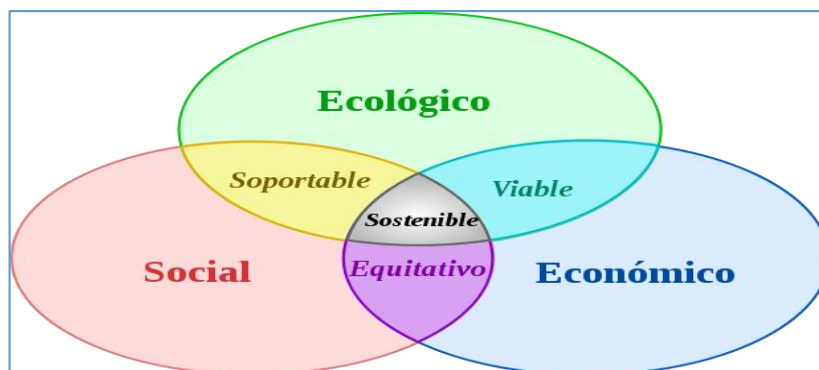 Ecológico
Soportable
Viable
Sostenible
Social
Equitativo
Económico